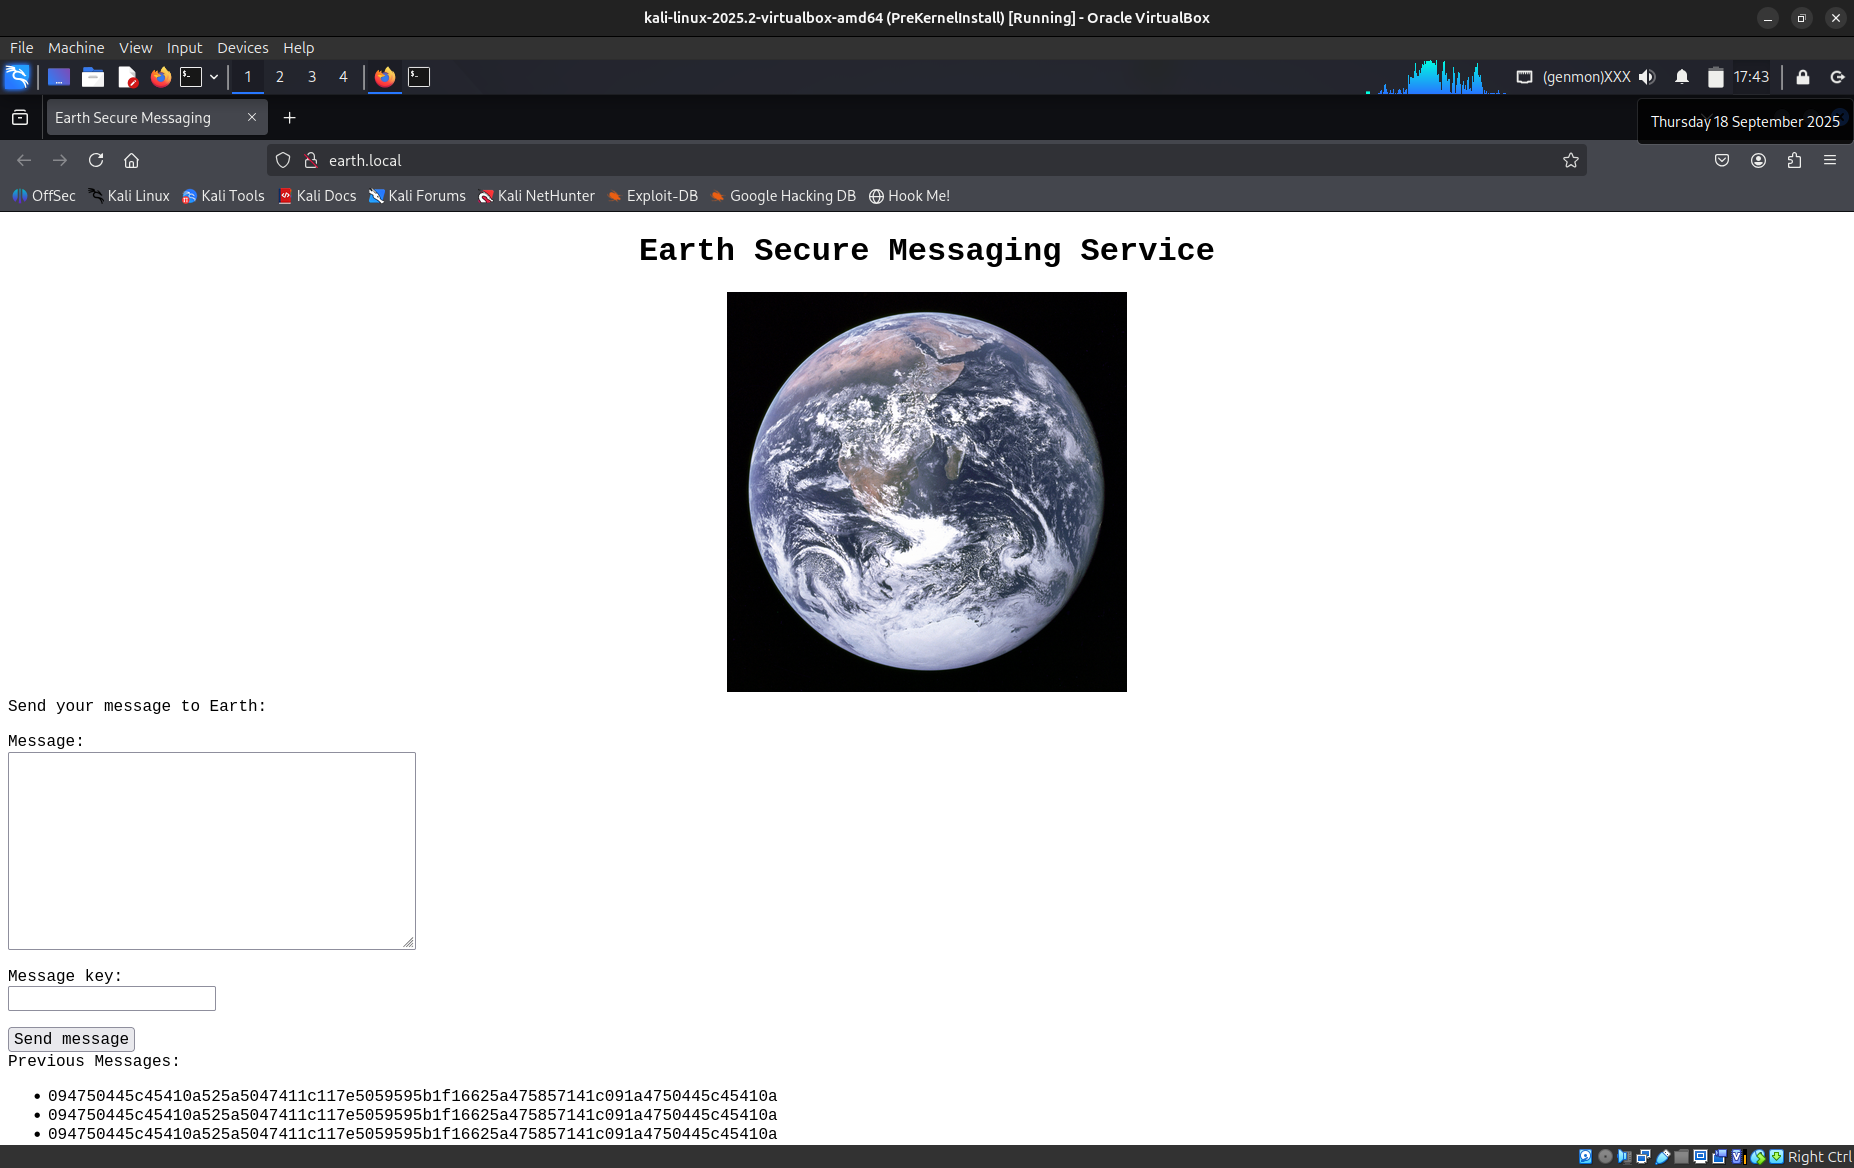 kali-linux-2025.2-virtualbox-amd64 (PreKernelInstall) [Running] - Oracle VirtualBox
File Machine View Input Devices Help
1 2 3 4 (genmon)XXX 17:43
Earth Secure Messaging
Thursday 18 September 2025
earth.local
OffSec Kali Linux Kali Tools Kali Docs Kali Forums Kali NetHunter Exploit-DB Google Hacking DB Hook Me!
Earth Secure Messaging Service
Send your message to Earth:
Message:
Message key:
Send message
Previous Messages:
094750445c45410a525a5047411c117e5059595b1f16625a475857141c091a4750445c45410a
094750445c45410a525a5047411c117e5059595b1f16625a475857141c091a4750445c45410a
094750445c45410a525a5047411c117e5059595b1f16625a475857141c091a4750445c45410a
Right Ctrl